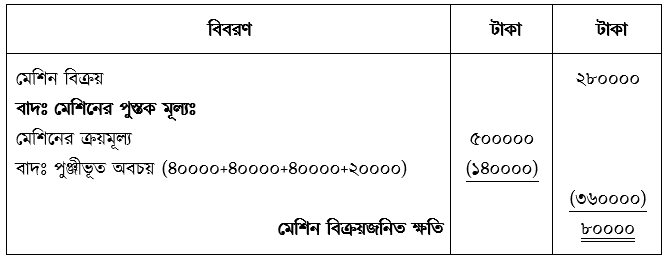 বিবরণ টাকা টাকা
মেশিন বিক্রয় ২৮০০০০
বাদঃ মেশিনের পুস্তক মূল্যঃ
মেশিনের ক্রয়মূল্য ৫০০০০০
বাদঃ পুঞ্জীভূত অবচয় (৪০০০০+৪০০০০+৪০০০০+২০০০০) (১৪০০০০)
(৩৬০০০০)
মেশিন বিক্রয়জনিত ক্ষতি ৮০০০০